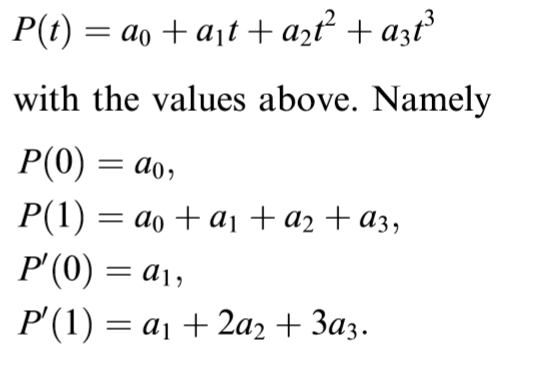 P(t) = a₀ + a₁t + a₂t² + a₃t³
with the values above. Namely
P(0) = a₀,
P(1) = a₀ + a₁ + a₂ + a₃,
P′(0) = a₁,
P′(1) = a₁ + 2a₂ + 3a₃.